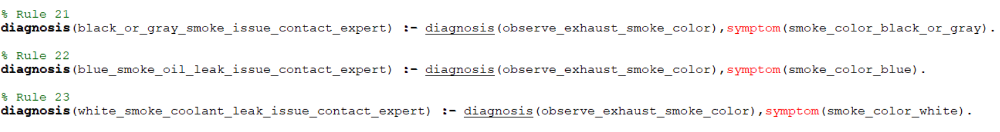 % Rule 21
diagnosis(black_or_gray_smoke_issue_contact_expert) :- diagnosis(observe_exhaust_smoke_color),symptom(smoke_color_black_or_gray).
% Rule 22
diagnosis(blue_smoke_oil_leak_issue_contact_expert) :- diagnosis(observe_exhaust_smoke_color),symptom(smoke_color_blue).
% Rule 23
diagnosis(white_smoke_coolant_leak_issue_contact_expert) :- diagnosis(observe_exhaust_smoke_color),symptom(smoke_color_white).